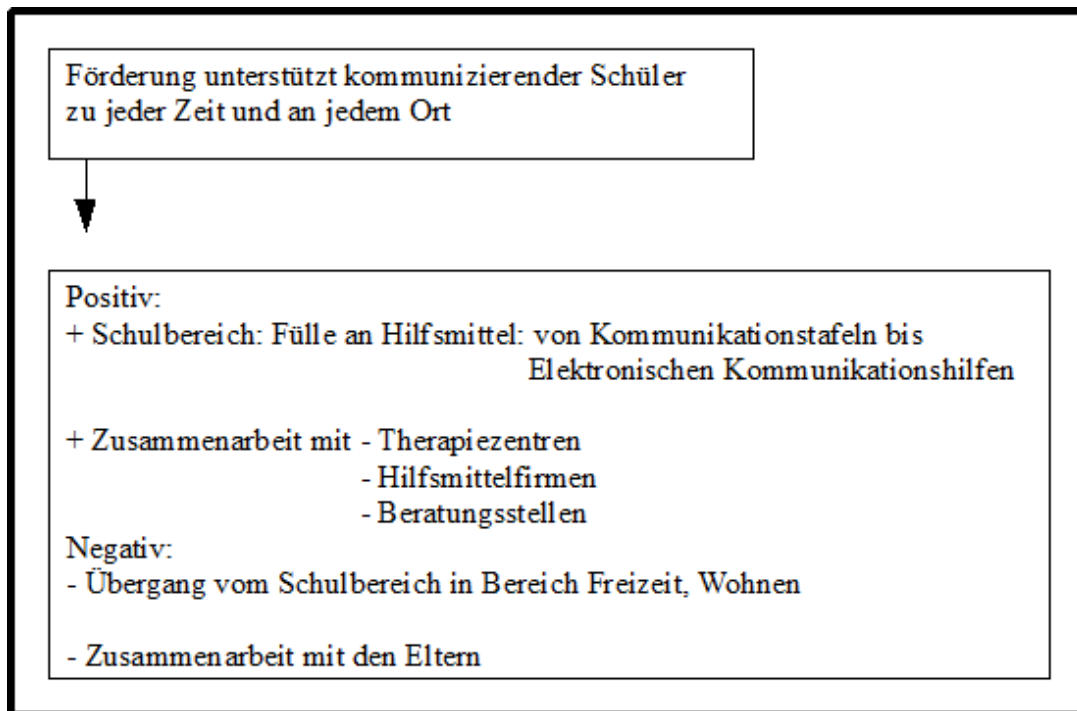 Förderung unterstützt kommunizierender Schüler
zu jeder Zeit und an jedem Ort
Positiv:
+ Schulbereich: Fülle an Hilfsmittel: von Kommunikationstafeln bis
Elektronischen Kommunikationshilfen
+ Zusammenarbeit mit - Therapiezentren
- Hilfsmittelfirmen
- Beratungsstellen
Negativ:
- Übergang vom Schulbereich in Bereich Freizeit, Wohnen
- Zusammenarbeit mit den Eltern